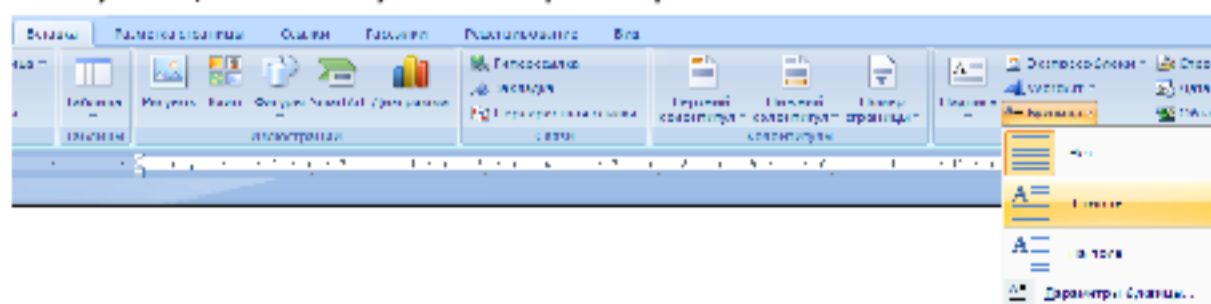 Вставка Разметка страницы Ссылки Рассылки Рецензирование Вид
Гиперссылка Экспресс-блоки
Таблица Рисунок Клип Фигуры SmartArt Диаграмма Закладка Верхний Нижний Номер Надпись WordArt
Перекрестная ссылка колонтитул колонтитул страницы Буквица
Таблицы Иллюстрации Связи Колонтитулы
Нет
В тексте
На поле
Параметры буквицы...